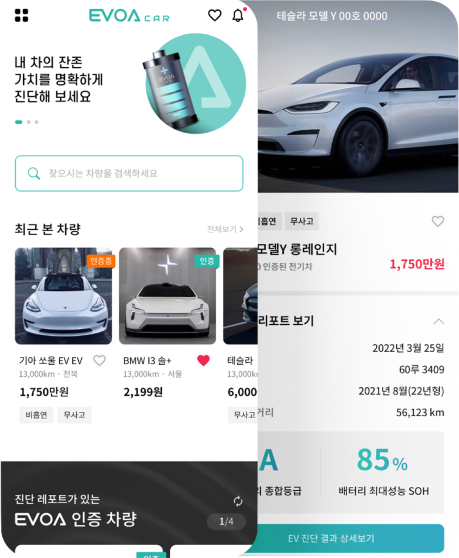 EVOA CAR
내 차의 잔존
가치를 명확하게
진단해 보세요
EVOA
찾으시는 차량을 검색하세요
최근 본 차량
전체보기 >
인증중
인증
기아 쏘울 EV EV
13,000km · 전북
1,750만원
비흡연
무사고
BMW I3 솔+
13,000km · 서울
2,199원
테슬라
13,000k
6,000
무사고
진단 레포트가 있는
EVOA 인증 차량
1/4
인증
테슬라 모델 Y 00호 0000
흡연
무사고
모델Y 롱레인지
인증된 전기차
1,750만원
리포트 보기
2022년 3월 25일
60루 3409
2021년 8월(22년형)
거리
56,123 km
A
종합등급
85%
배터리 최대성능 SOH
EV 진단 결과 상세보기